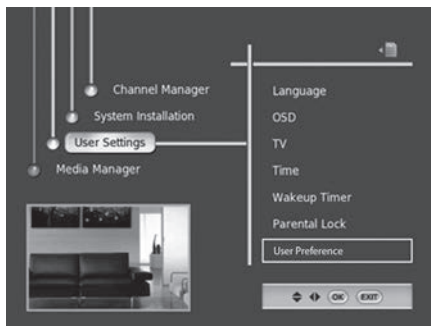 Channel Manager
System Installation
User Settings
Media Manager
Language
OSD
TV
Time
Wakeup Timer
Parental Lock
User Preference
OK EXIT